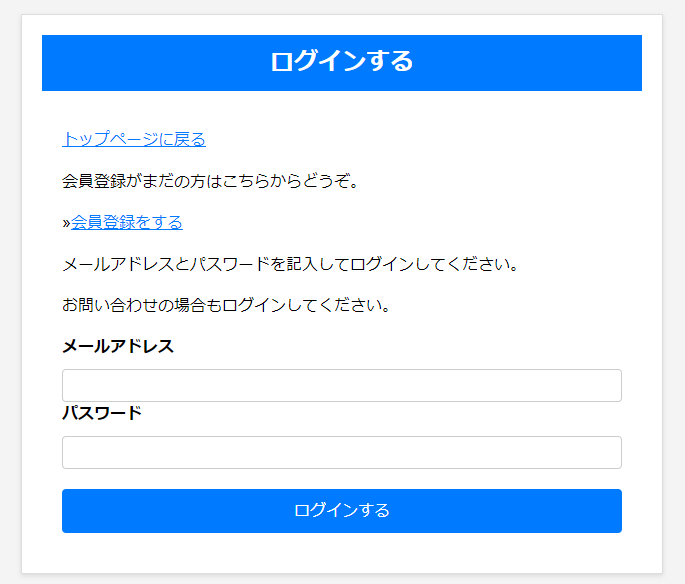 ログインする
トップページに戻る
会員登録がまだの方はこちらからどうぞ。
»会員登録をする
メールアドレスとパスワードを記入してログインしてください。
お問い合わせの場合もログインしてください。
メールアドレス
パスワード
ログインする